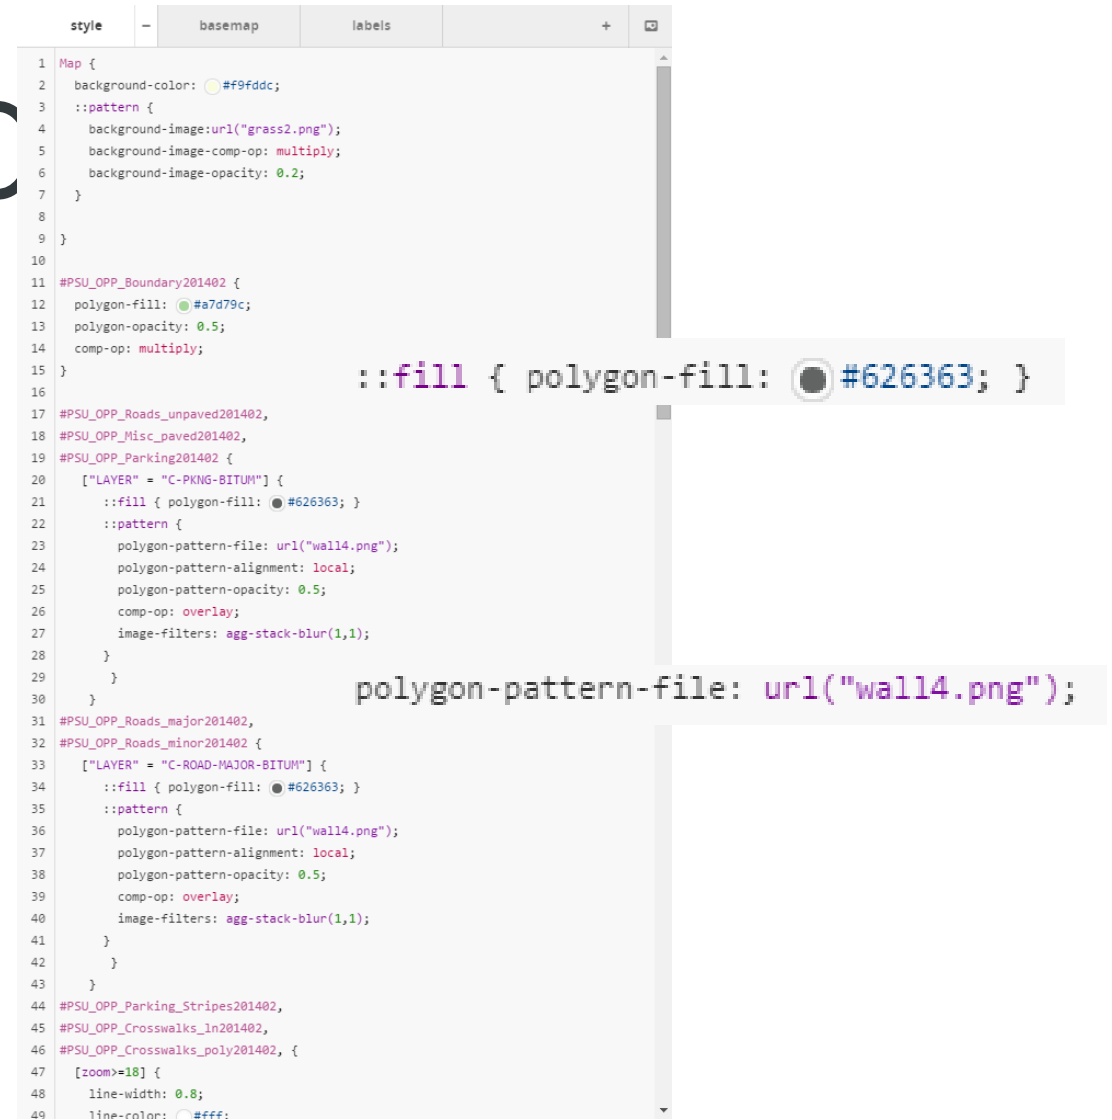 style − basemap labels +
1 Map {
2 background-color: #f9fddc;
3 ::pattern {
4 background-image:url("grass2.png");
5 background-image-comp-op: multiply;
6 background-image-opacity: 0.2;
7 }
8
9 }
10
11 #PSU_OPP_Boundary201402 {
12 polygon-fill: #a7d79c;
13 polygon-opacity: 0.5;
14 comp-op: multiply;
15 }
::fill { polygon-fill: #626363; }
16
17 #PSU_OPP_Roads_unpaved201402,
18 #PSU_OPP_Misc_paved201402,
19 #PSU_OPP_Parking201402 {
20 ["LAYER" = "C-PKNG-BITUM"] {
21 ::fill { polygon-fill: #626363; }
22 ::pattern {
23 polygon-pattern-file: url("wall4.png");
24 polygon-pattern-alignment: local;
25 polygon-pattern-opacity: 0.5;
26 comp-op: overlay;
27 image-filters: agg-stack-blur(1,1);
28 }
29 }
polygon-pattern-file: url("wall4.png");
30 }
31 #PSU_OPP_Roads_major201402,
32 #PSU_OPP_Roads_minor201402 {
33 ["LAYER" = "C-ROAD-MAJOR-BITUM"] {
34 ::fill { polygon-fill: #626363; }
35 ::pattern {
36 polygon-pattern-file: url("wall4.png");
37 polygon-pattern-alignment: local;
38 polygon-pattern-opacity: 0.5;
39 comp-op: overlay;
40 image-filters: agg-stack-blur(1,1);
41 }
42 }
43 }
44 #PSU_OPP_Parking_Stripes201402,
45 #PSU_OPP_Crosswalks_ln201402,
46 #PSU_OPP_Crosswalks_poly201402, {
47 [zoom>=18] {
48 line-width: 0.8;
49 line-color: #fff;